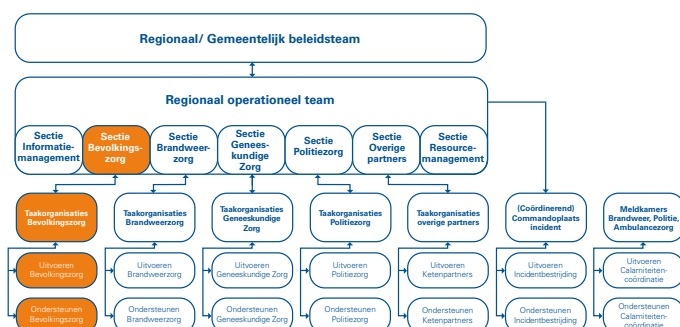 Regionaal/ Gemeentelijk beleidsteam
Regionaal operationeel team
Sectie
Informatie-
management
Sectie
Bevolkings-
zorg
Sectie
Brandweer-
zorg
Sectie
Genees-
kundige
Zorg
Sectie
Politiezorg
Sectie
Overige
partners
Sectie
Resource-
management
Taakorganisaties
Bevolkingszorg
Taakorganisaties
Brandweerzorg
Taakorganisaties
Geneeskundige
Zorg
Taakorganisaties
Politiezorg
Taakorganisaties
overige partners
(Coördinerend)
Commandoplaats
incident
Meldkamers
Brandweer, Politie,
Ambulancezorg
Uitvoeren
Bevolkingszorg
Uitvoeren
Brandweerzorg
Uitvoeren
Geneeskundige Zorg
Uitvoeren
Politiezorg
Uitvoeren
Ketenpartners
Uitvoeren
Incidentbestrijding
Uitvoeren
Calamiteiten-
coördinatie
Ondersteunen
Bevolkingszorg
Ondersteunen
Brandweerzorg
Ondersteunen
Geneeskundige Zorg
Ondersteunen
Politiezorg
Ondersteunen
Ketenpartners
Ondersteunen
Incidentbestrijding
Ondersteunen
Calamiteiten-
coördinatie